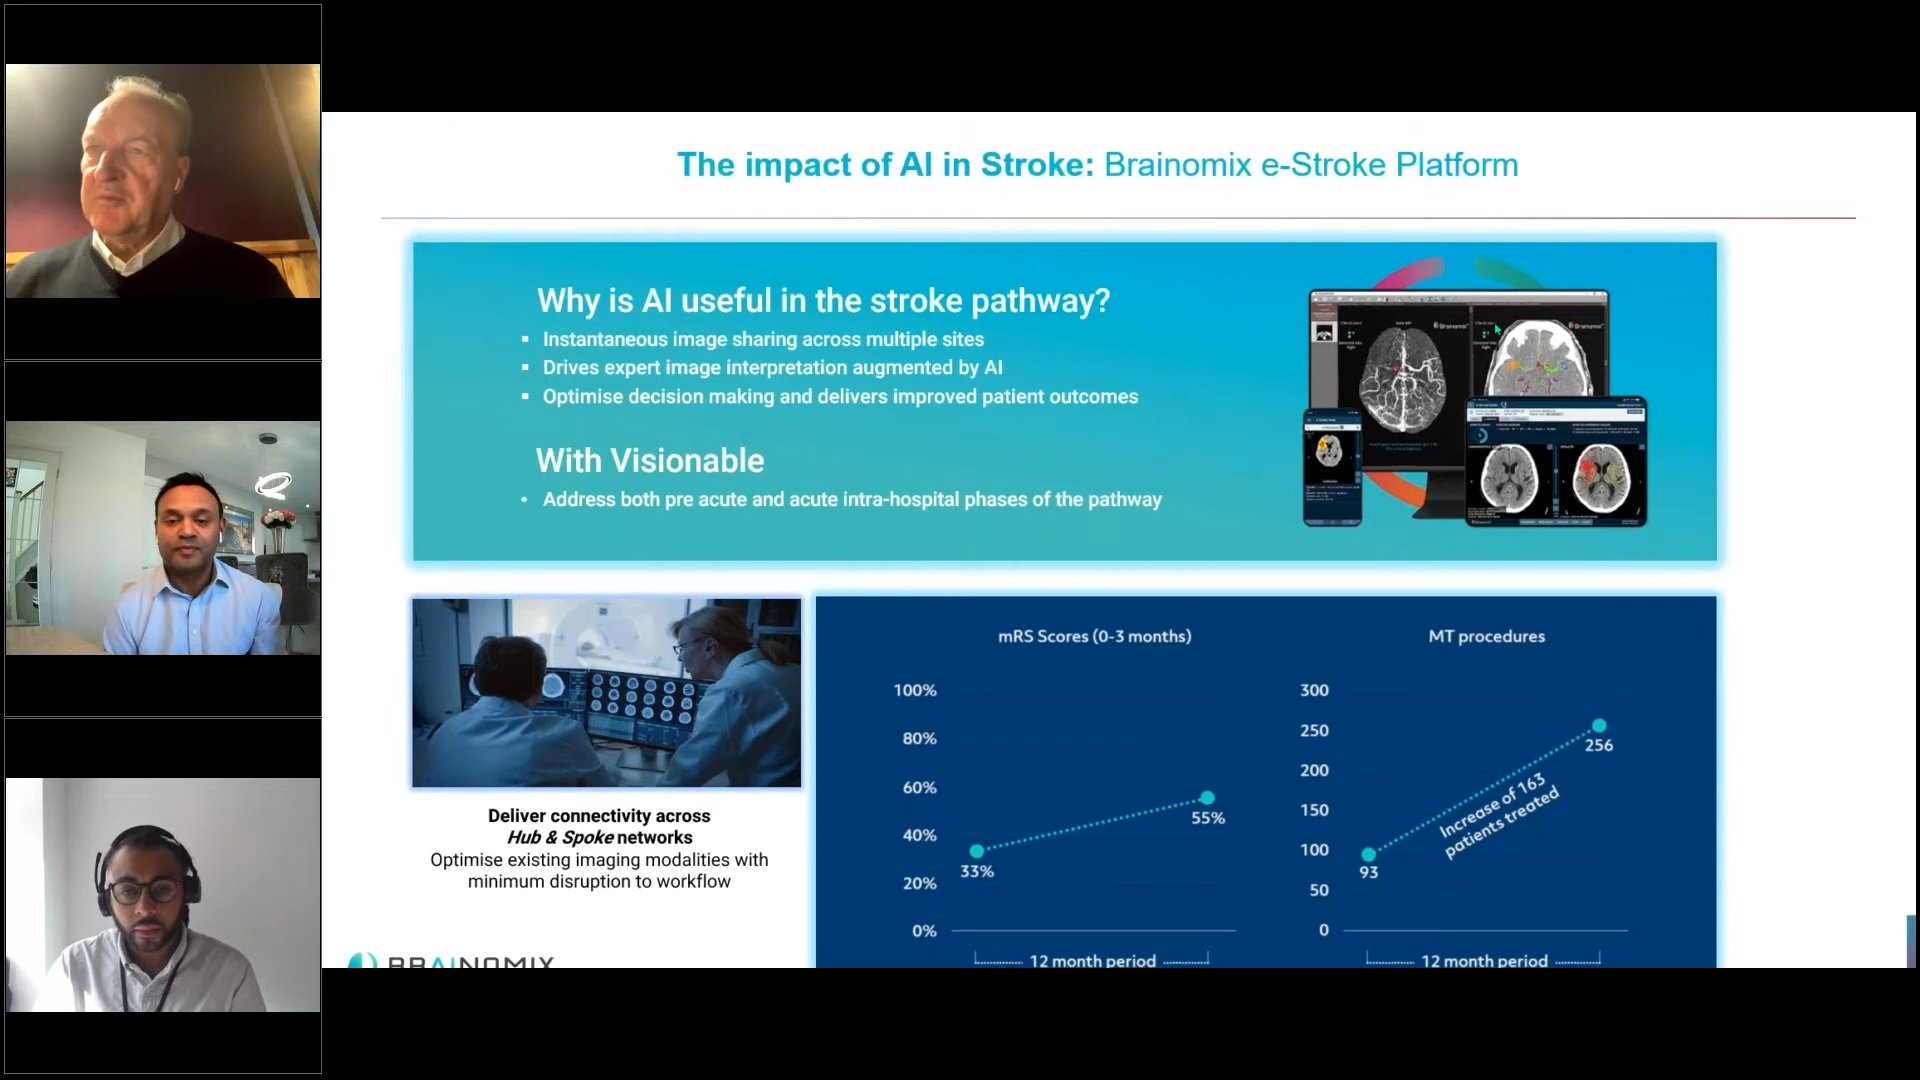 The impact of AI in Stroke: Brainomix e-Stroke Platform
Why is AI useful in the stroke pathway?
▪ Instantaneous image sharing across multiple sites
▪ Drives expert image interpretation augmented by AI
▪ Optimise decision making and delivers improved patient outcomes
With Visionable
• Address both pre acute and acute intra-hospital phases of the pathway
Brainomix
Brainomix
Deliver connectivity across
Hub & Spoke networks
Optimise existing imaging modalities with
minimum disruption to workflow
BRAINOMIX
mRS Scores (0-3 months)
100%
80%
60%
40%
20%
0%
33%
55%
12 month period
MT procedures
300
250
200
150
100
50
0
93
256
Increase of 163
patients treated
12 month period